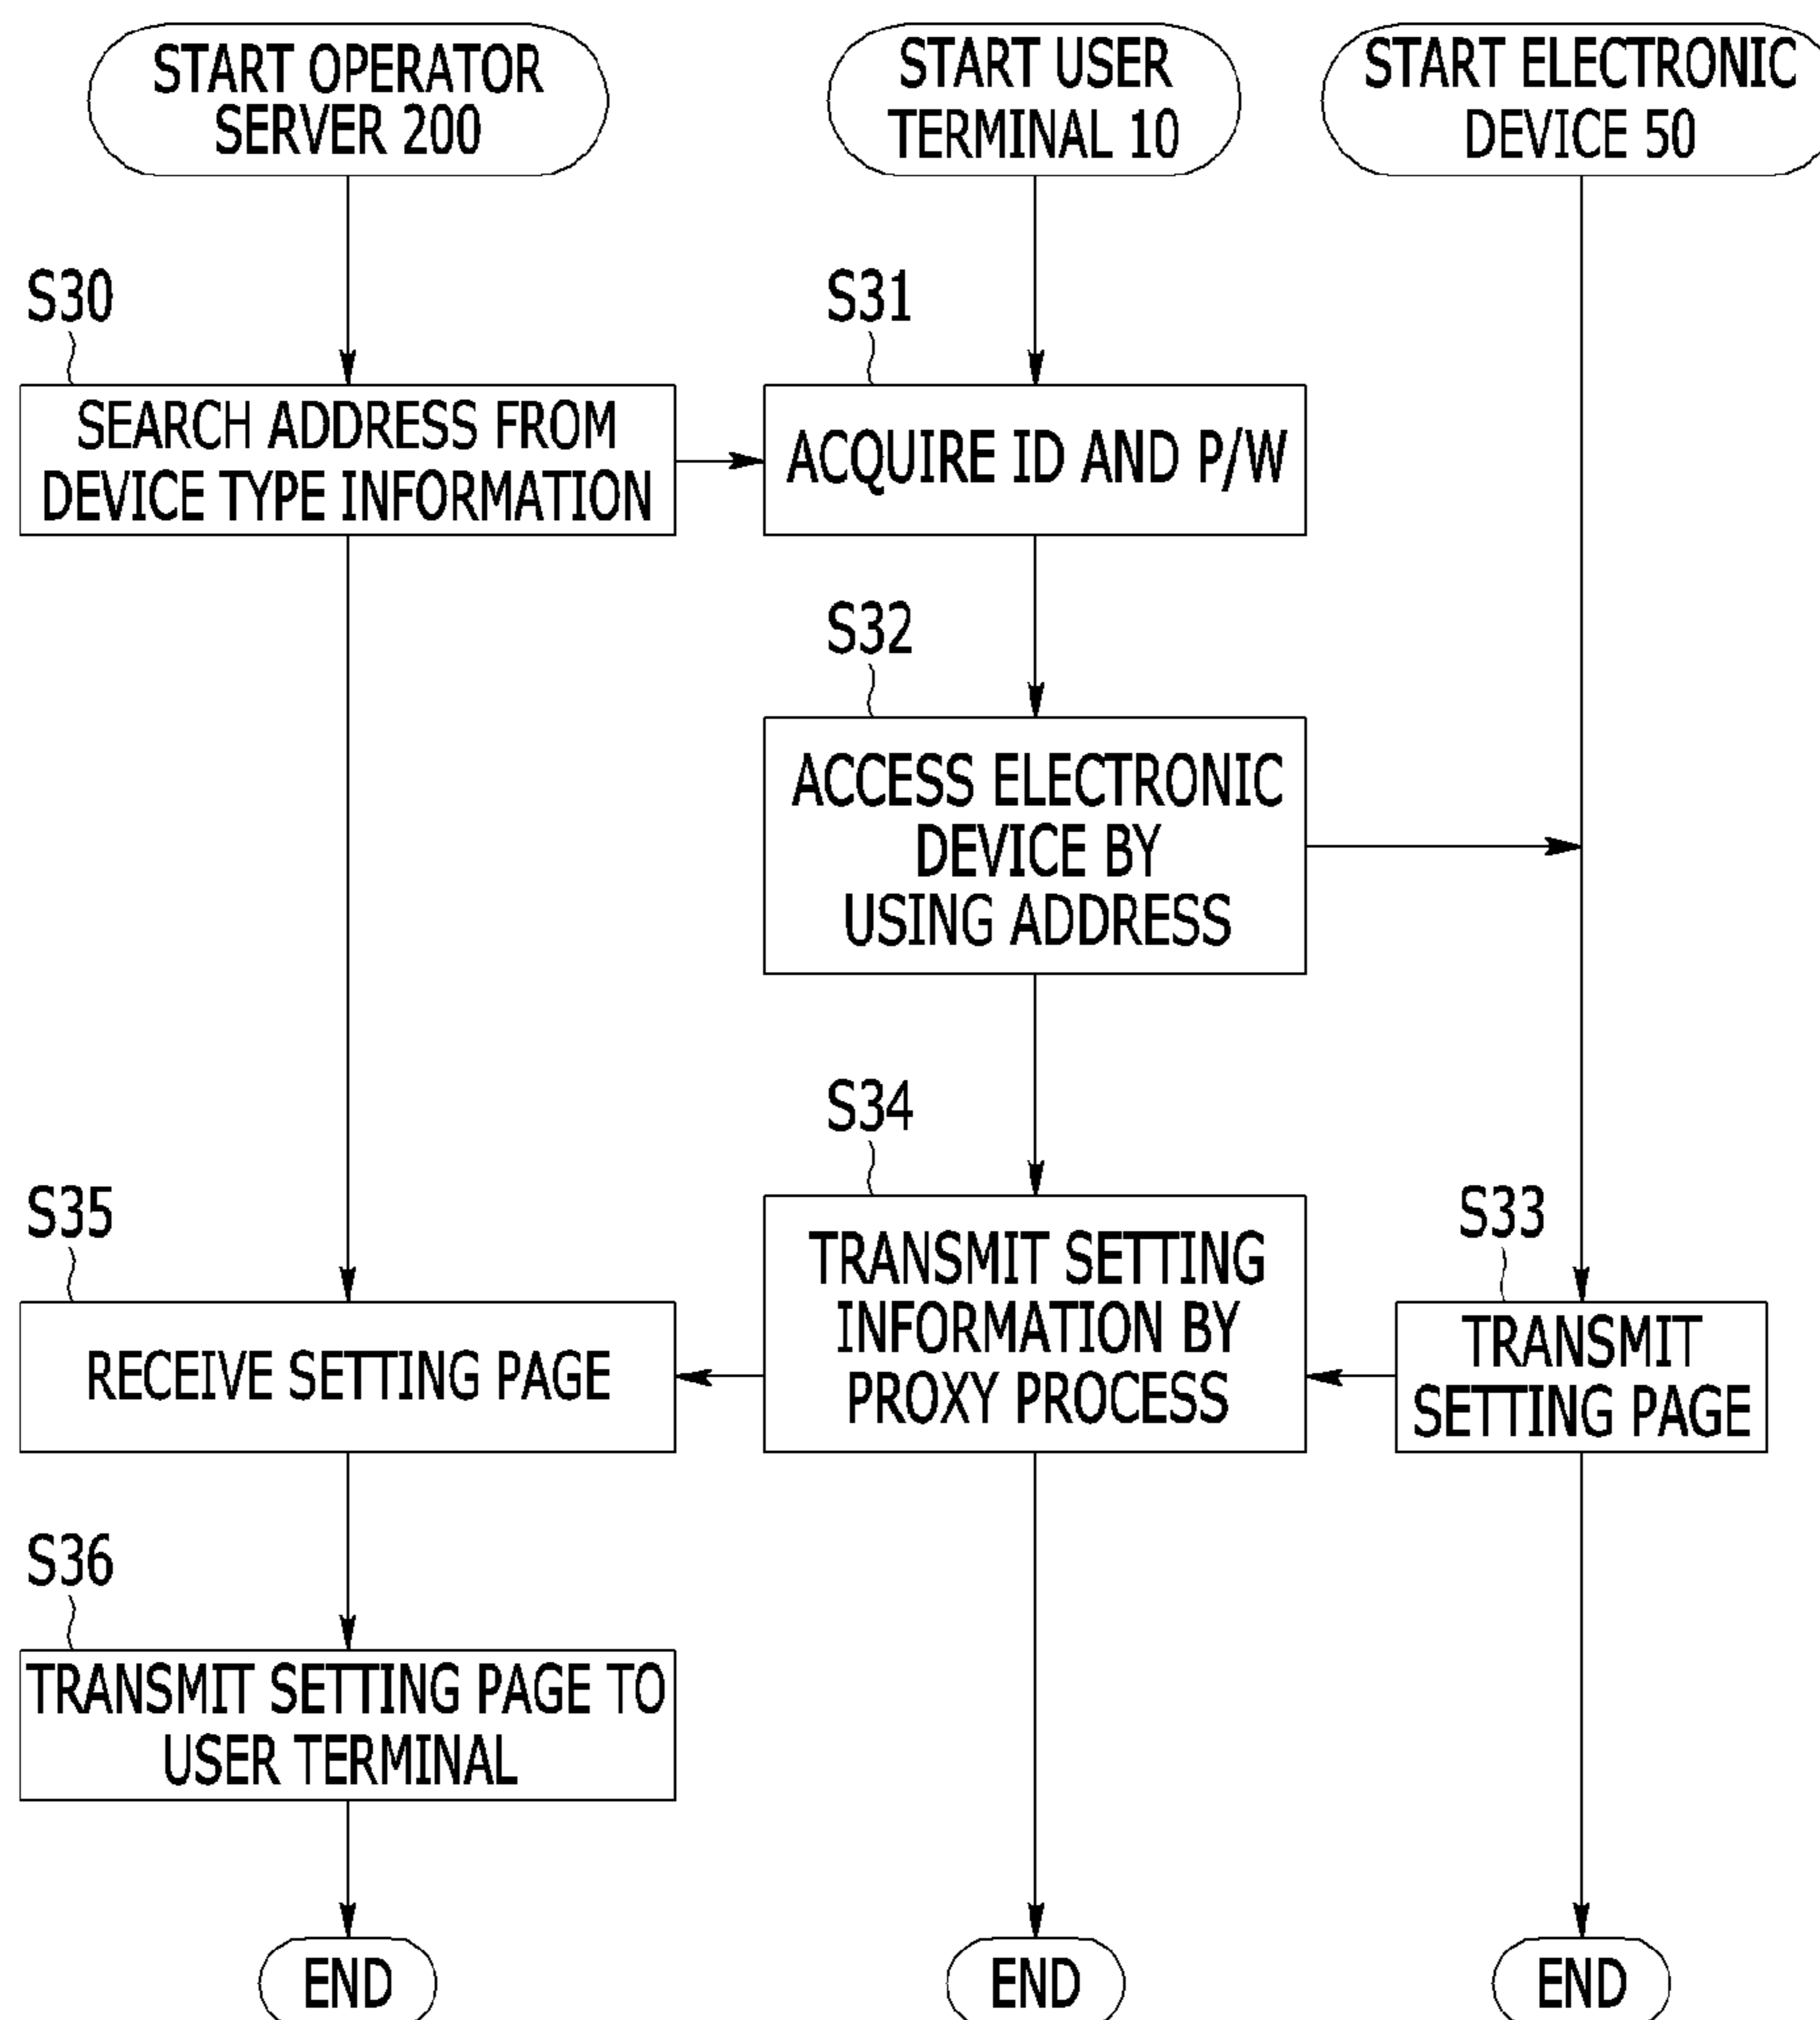 START OPERATOR
SERVER 200
START USER
TERMINAL 10
START ELECTRONIC
DEVICE 50
S30
SEARCH ADDRESS FROM
DEVICE TYPE INFORMATION
S31
ACQUIRE ID AND P/W
S32
ACCESS ELECTRONIC
DEVICE BY
USING ADDRESS
S34
TRANSMIT SETTING
INFORMATION BY
PROXY PROCESS
S33
TRANSMIT
SETTING PAGE
S35
RECEIVE SETTING PAGE
S36
TRANSMIT SETTING PAGE TO
USER TERMINAL
END
END
END